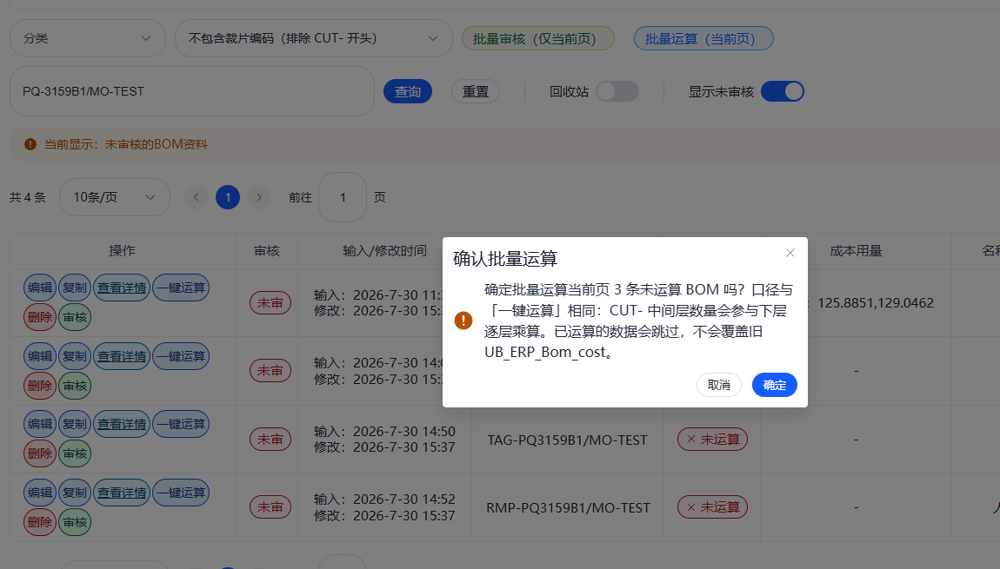 分类
不包含裁片编码（排除 CUT- 开头）
批量审核（仅当前页）
批量运算（当前页）
PQ-3159B1/MO-TEST
查询
重置
回收站
显示未审核
当前显示：未审核的BOM资料
共 4 条
10条/页
1
前往
1
页
操作
审核
输入/修改时间
成本用量
编辑 复制 查看详情 一键运算
删除 审核
未审
输入：2026-7-30 11:
修改：2026-7-30 15:
125.8851,129.0462
编辑 复制 查看详情 一键运算
删除 审核
未审
输入：2026-7-30 14:
修改：2026-7-30 15:
-
编辑 复制 查看详情 一键运算
删除 审核
未审
输入：2026-7-30 14:50
修改：2026-7-30 15:37
TAG-PQ3159B1/MO-TEST
未运算
-
编辑 复制 查看详情 一键运算
删除 审核
未审
输入：2026-7-30 14:52
修改：2026-7-30 15:37
RMP-PQ3159B1/MO-TEST
未运算
-
确认批量运算
确定批量运算当前页 3 条未运算 BOM 吗？口径与
「一键运算」相同：CUT- 中间层数量会参与下层
逐层乘算。已运算的数据会跳过，不会覆盖旧
UB_ERP_Bom_cost。
取消
确定